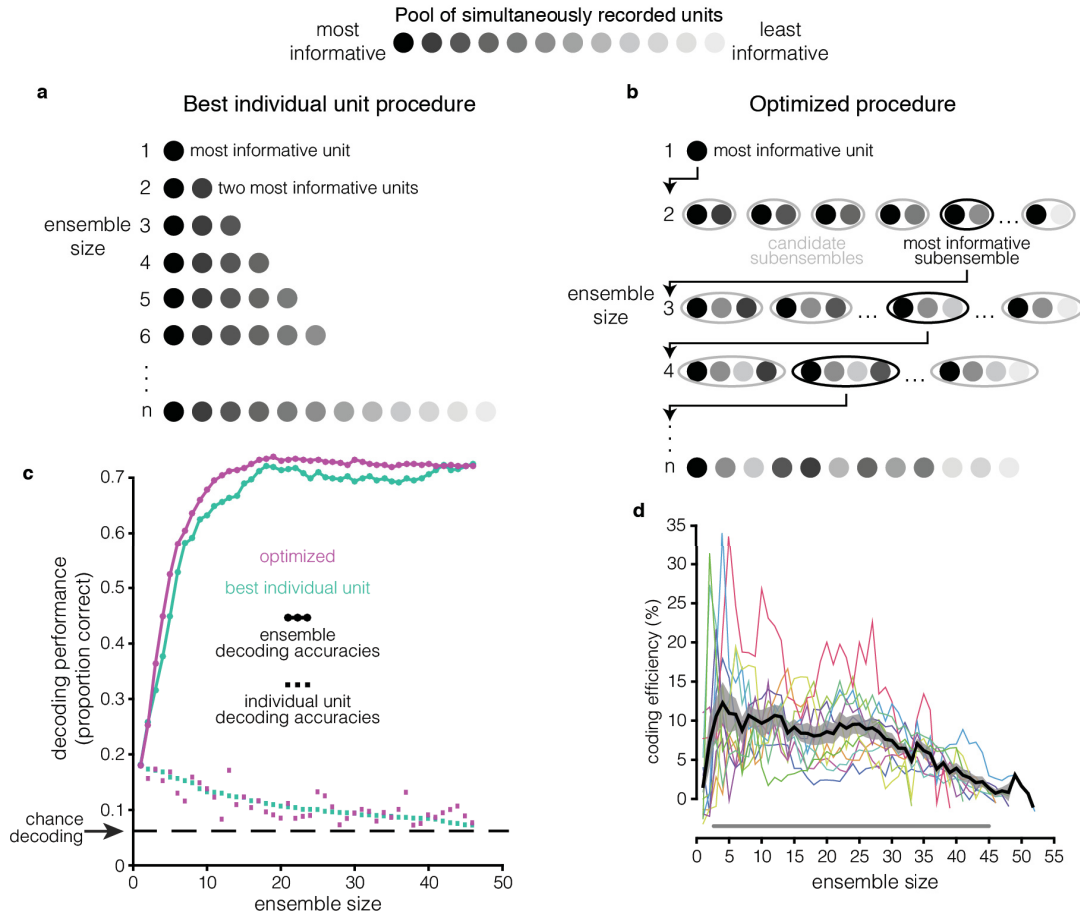 Pool of simultaneously recorded units
most
informative
least
informative
a
Best individual unit procedure
1 most informative unit
2 two most informative units
3
ensemble
size
4
5
6
n
b
Optimized procedure
1 most informative unit
2
...
candidate
subensembles
most informative
subensemble
ensemble
size
3
... ...
4
...
n
c
decoding performance
(proportion correct)
0.7
0.6
0.5
0.4
0.3
0.2
0.1
0
optimized
best individual unit
ensemble
decoding accuracies
individual unit
decoding accuracies
chance
decoding
0 10 20 30 40 50
ensemble size
d
coding efficiency (%)
35
30
25
20
15
10
5
0
0 5 10 15 20 25 30 35 40 45 50 55
ensemble size